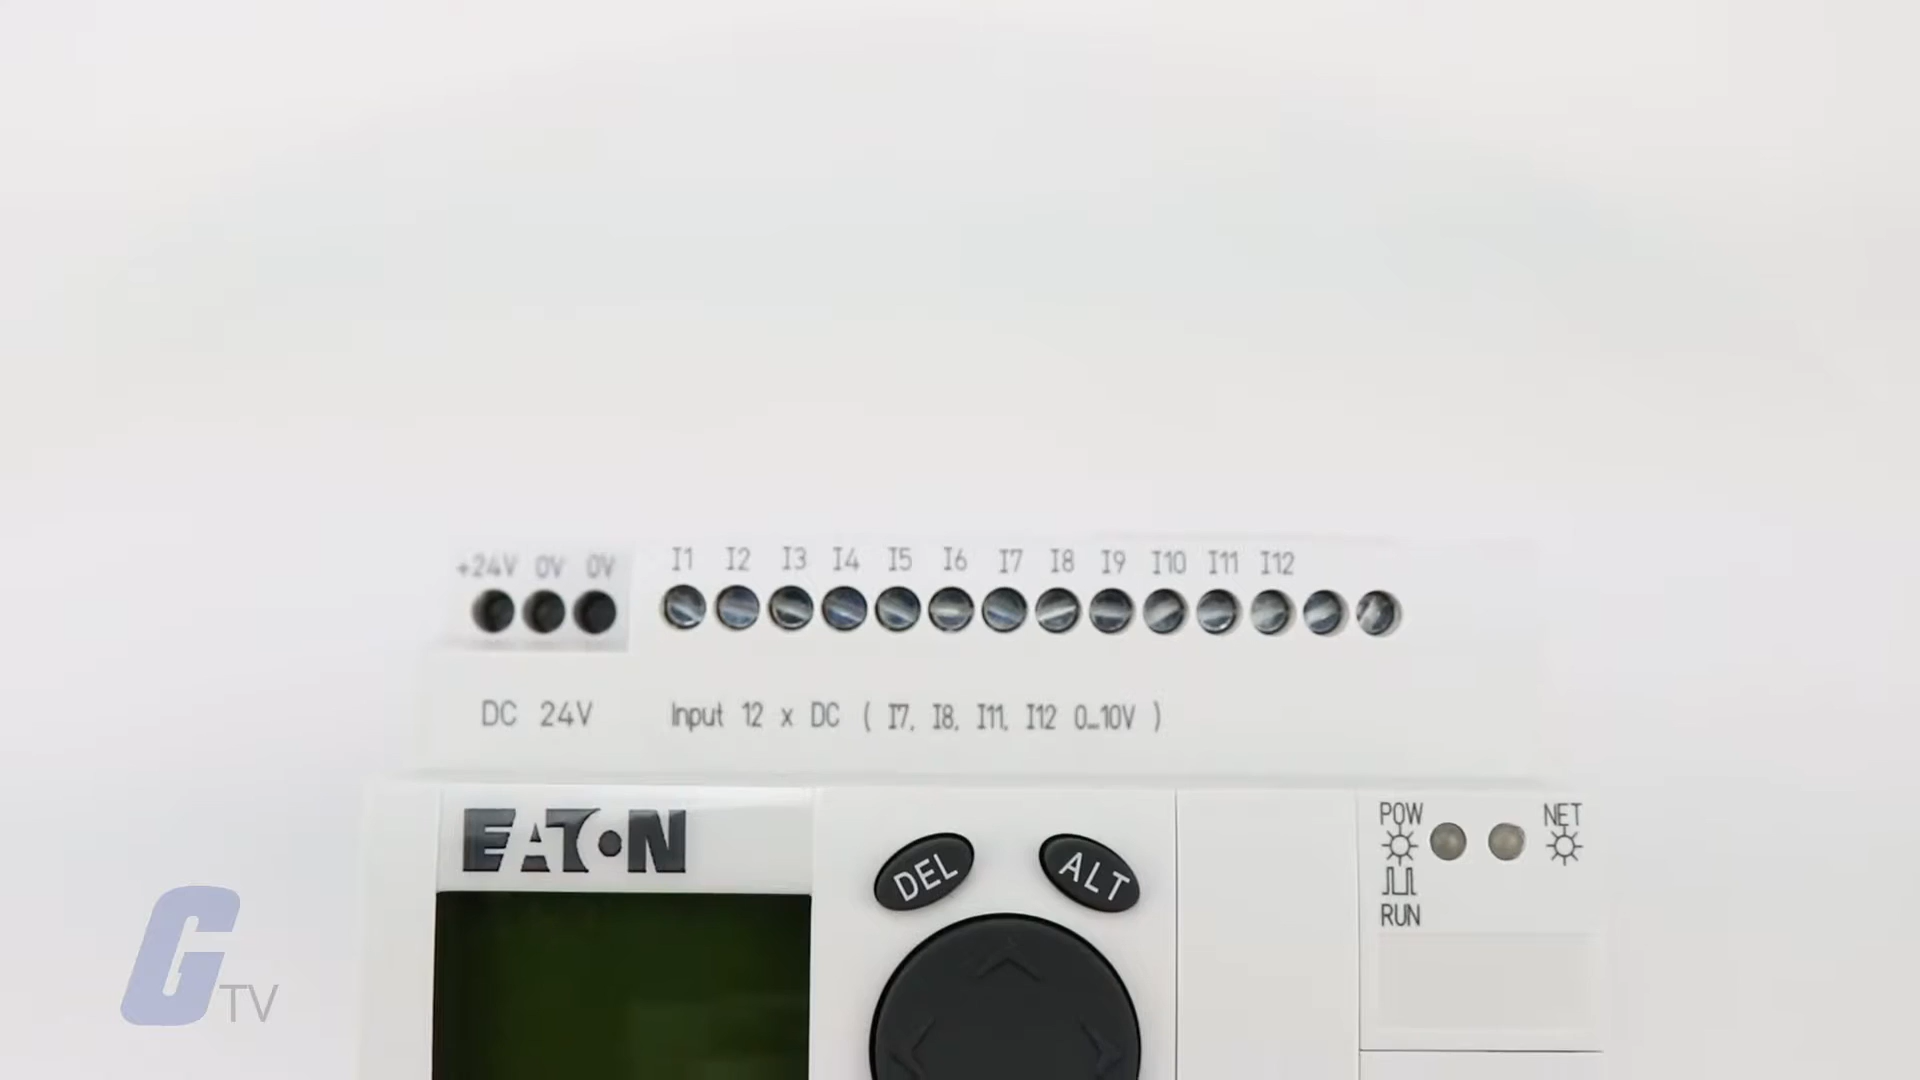 +24V 0V 0V I1 I2 I3 I4 I5 I6 I7 I8 I9 I10 I11 I12
DC 24V Input 12 x DC ( I7, I8, I11, I12 0...10V )
EATON
DEL ALT
POW NET
RUN
G TV